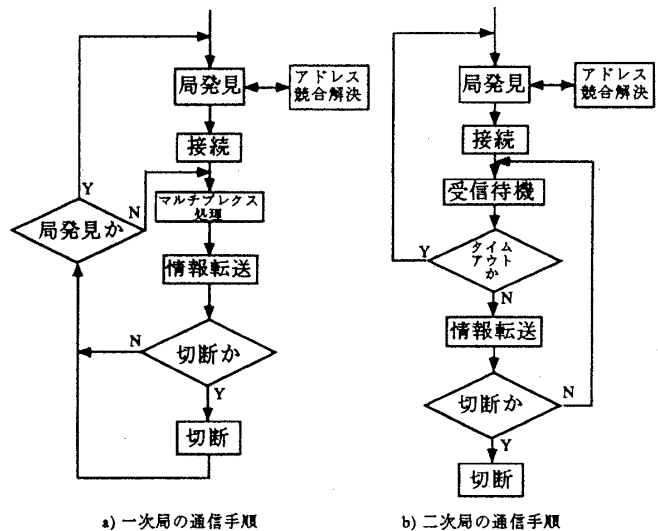 局発見
アドレス
競合解決
接続
Y
N
マルチプレクス
処理
局発見か
情報転送
N
切断か
Y
切断
a) 一次局の通信手順
局発見
アドレス
競合解決
接続
受信待機
Y
タイム
アウト
か
N
情報転送
N
切断か
Y
切断
b) 二次局の通信手順